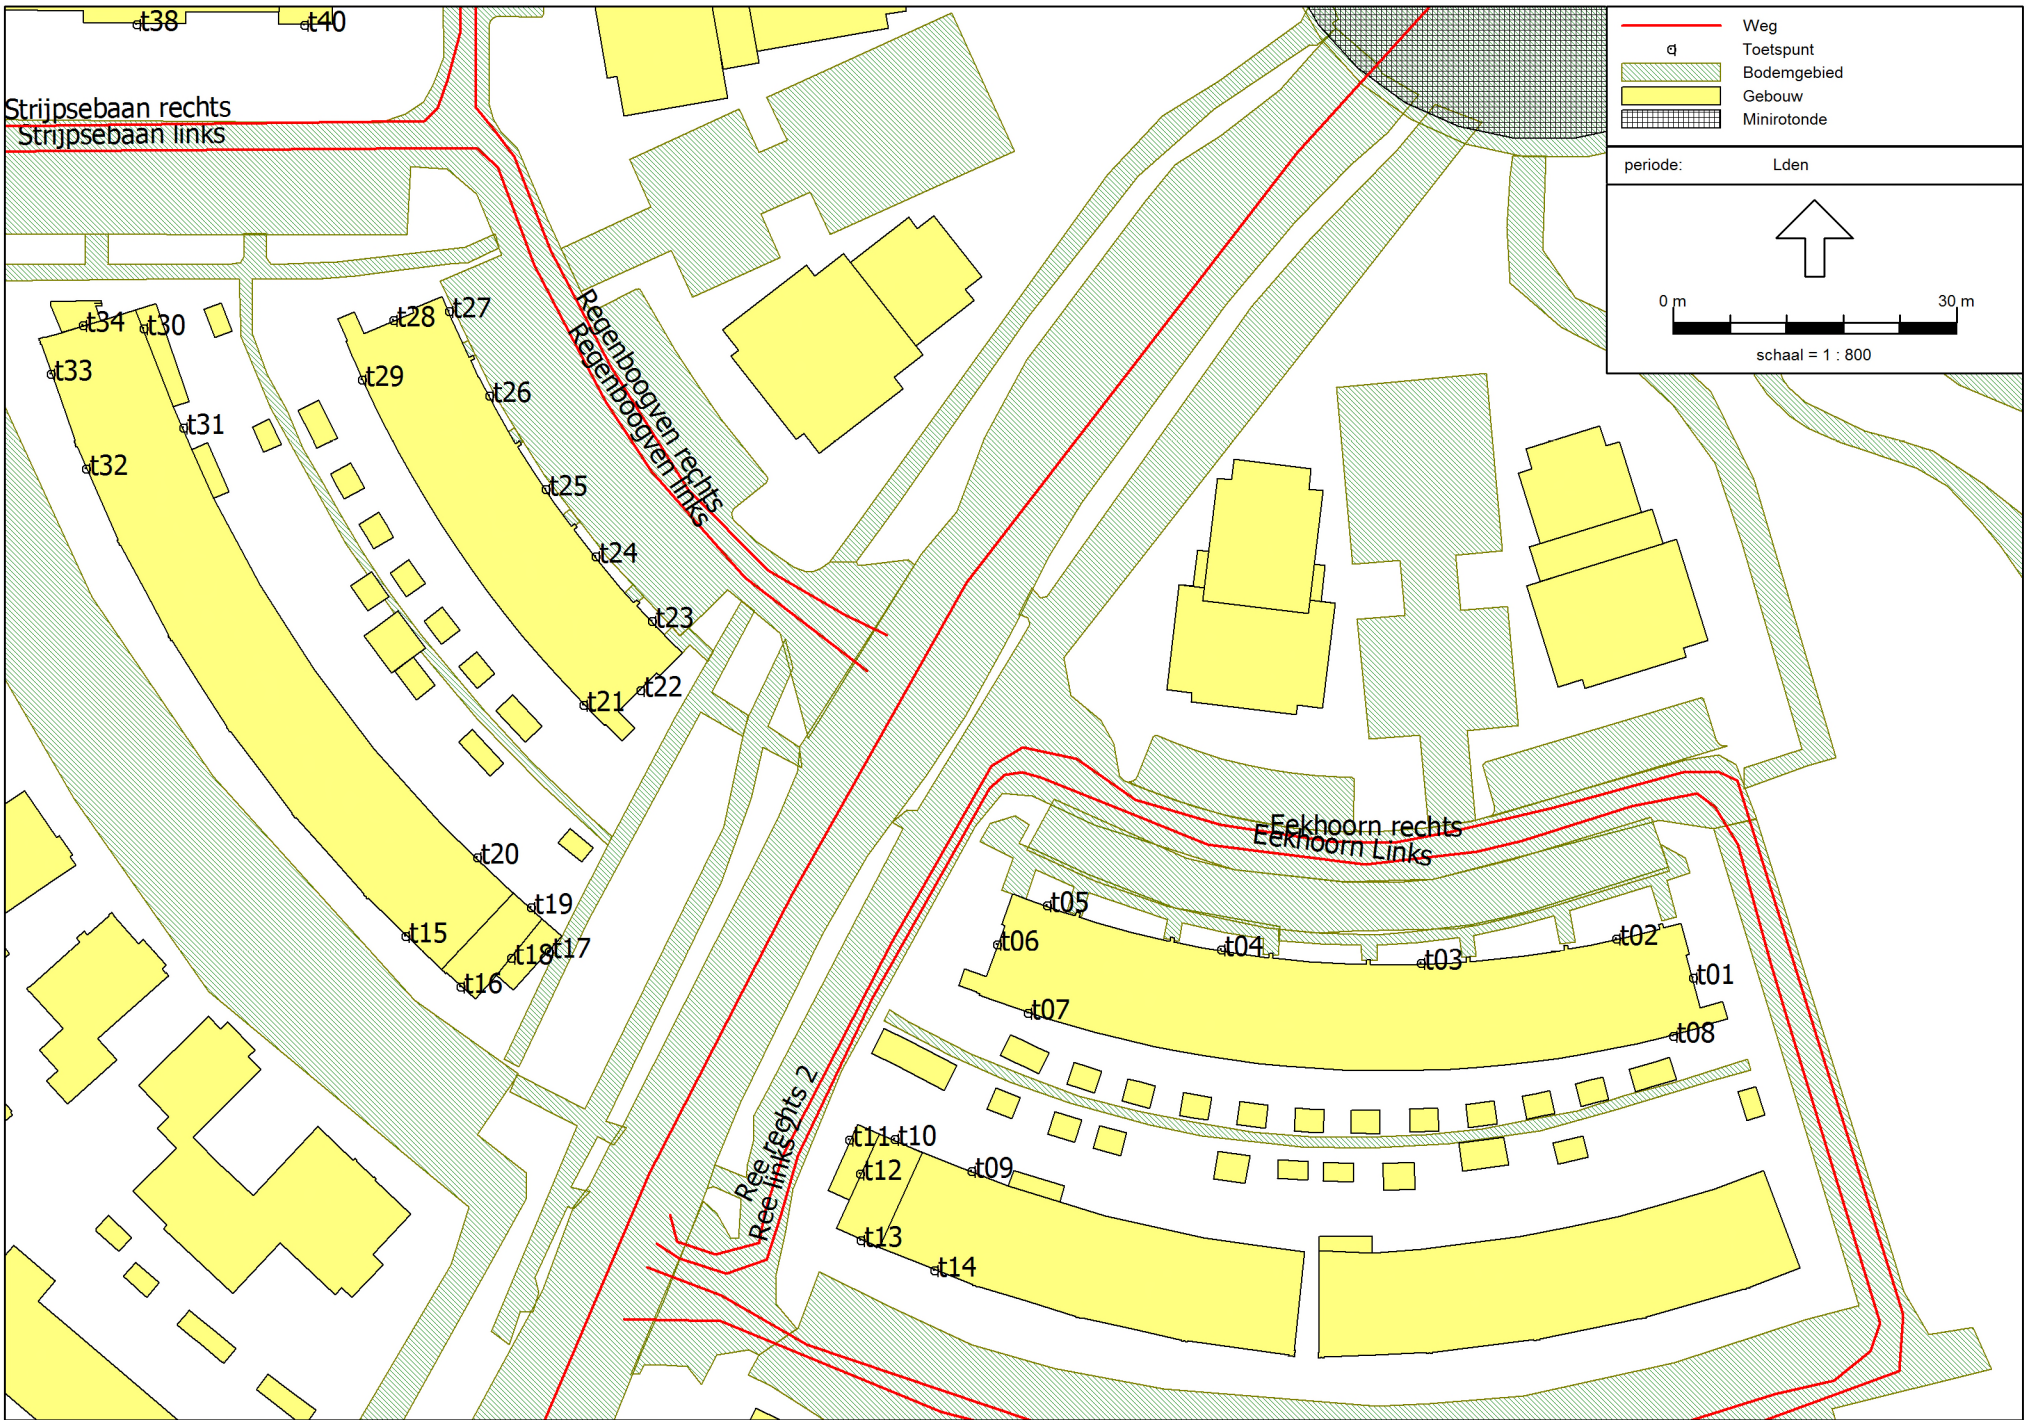 t38
t40
Weg
Toetspunt
Bodemgebied
Gebouw
Minirotonde
periode: Lden
0 m 30 m
schaal = 1 : 800
Strijpsebaan rechts
Strijpsebaan links
Regenboogven rechts
Regenboogven links
t34
t30
t28
t27
t33
t29
t26
t31
t32
t25
t24
t23
t22
t21
t20
t19
t15
t18
t17
t16
Eekhoorn rechts
Eekhoorn Links
t05
t06
t04
t03
t02
t01
t07
t08
Ree rechts 2
Ree links 2
t11
t10
t12
t09
t13
t14